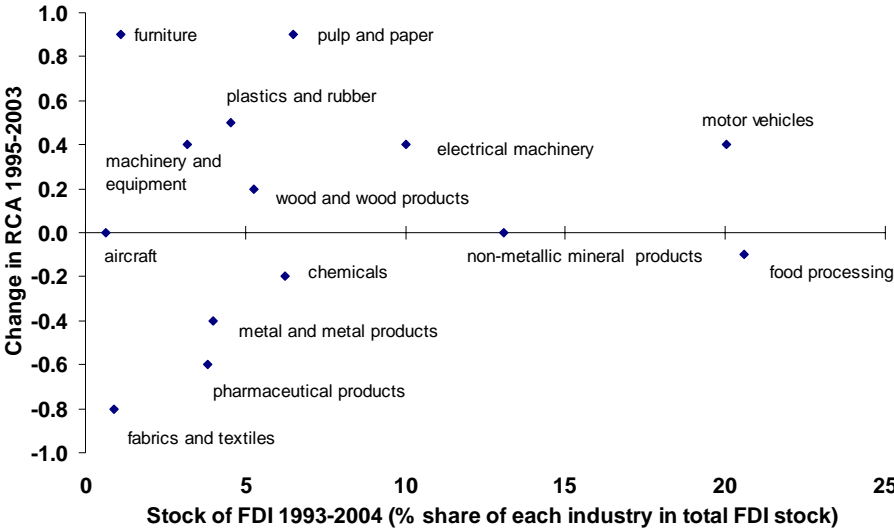 1.0
furniture
pulp and paper
0.8
plastics and rubber
0.6
motor vehicles
0.4
electrical machinery
machinery and
equipment
0.2
wood and wood products
0.0
aircraft
non-metallic mineral products
-0.2
chemicals
food processing
-0.4
metal and metal products
-0.6
pharmaceutical products
-0.8
fabrics and textiles
-1.0
Change in RCA 1995-2003
0 5 10 15 20 25
Stock of FDI 1993-2004 (% share of each industry in total FDI stock)